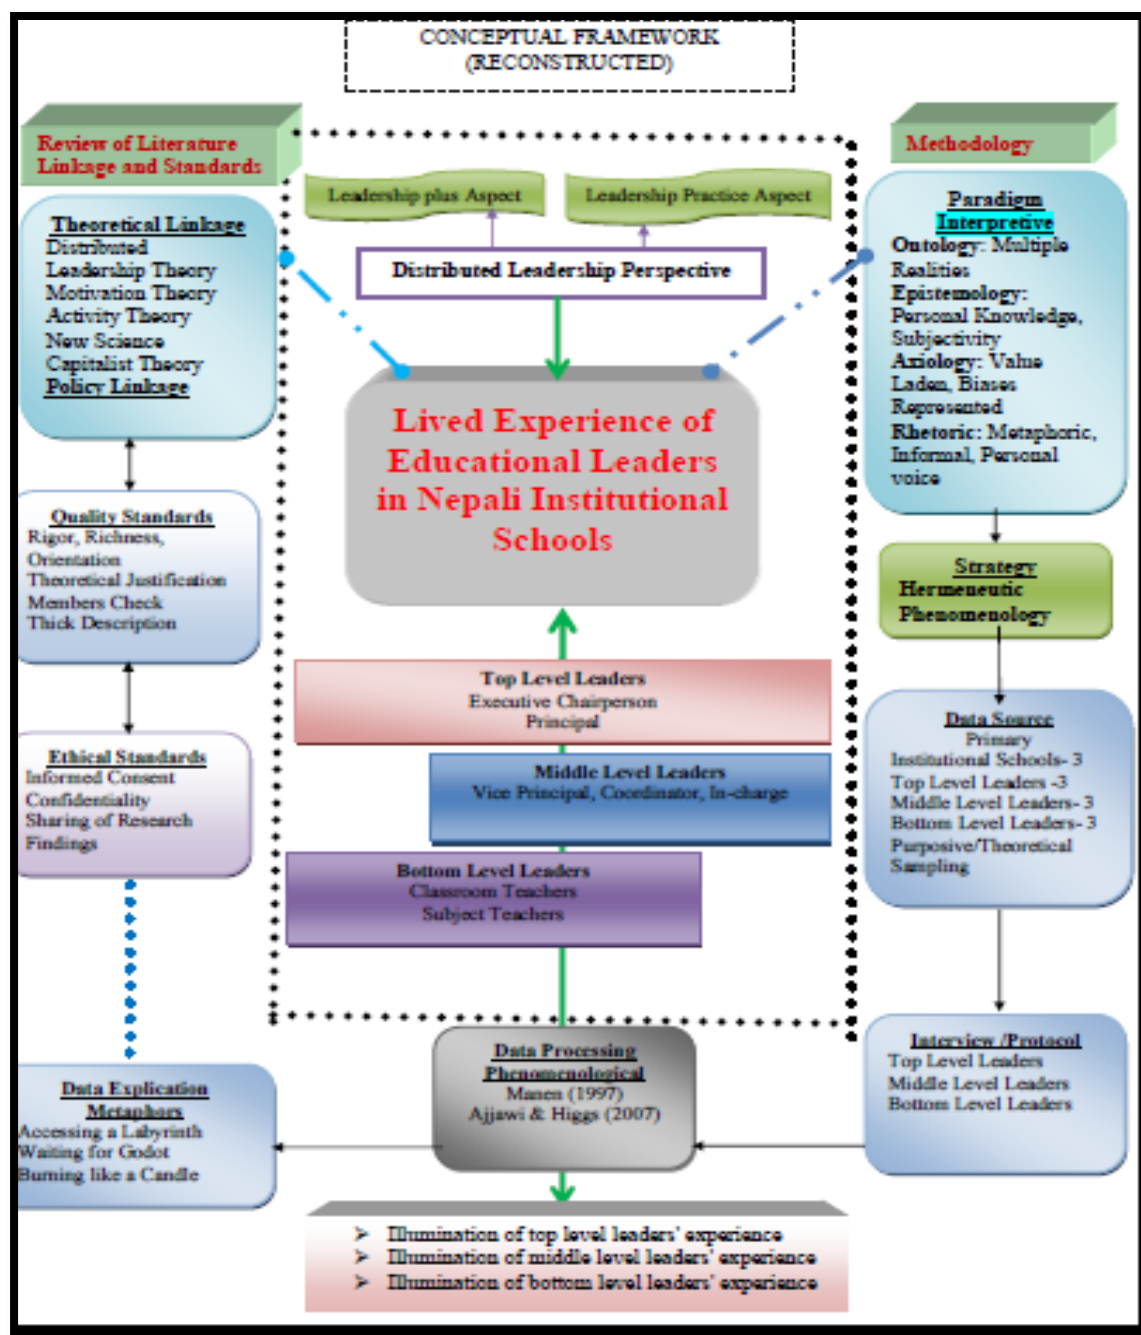 CONCEPTUAL FRAMEWORK
(RECONSTRUCTED)
Review of Literature
Linkage and Standards
Theoretical Linkage
Distributed
Leadership Theory
Motivation Theory
Activity Theory
New Science
Capitalist Theory
Policy Linkage
Quality Standards
Rigor, Richness,
Orientation
Theoretical Justification
Members Check
Thick Description
Ethical Standards
Informed Consent
Confidentiality
Sharing of Research
Findings
Data Explication
Metaphors
Accessing a Labyrinth
Waiting for Godot
Burning like a Candle
Leadership plus Aspect
Leadership Practice Aspect
Distributed Leadership Perspective
Lived Experience of
Educational Leaders
in Nepali Institutional
Schools
Top Level Leaders
Executive Chairperson
Principal
Middle Level Leaders
Vice Principal, Coordinator, In-charge
Bottom Level Leaders
Classroom Teachers
Subject Teachers
Data Processing
Phenomenological
Manen (1997)
Ajjawi & Higgs (2007)
➢ Illumination of top level leaders' experience
➢ Illumination of middle level leaders' experience
➢ Illumination of bottom level leaders' experience
Methodology
Paradigm
Interpretive
Ontology: Multiple
Realities
Epistemology:
Personal Knowledge,
Subjectivity
Axiology: Value
Laden, Biases
Represented
Rhetoric: Metaphoric,
Informal, Personal
voice
Strategy
Hermeneutic
Phenomenology
Data Source
Primary
Institutional Schools- 3
Top Level Leaders -3
Middle Level Leaders- 3
Bottom Level Leaders- 3
Purposive/Theoretical
Sampling
Interview /Protocol
Top Level Leaders
Middle Level Leaders
Bottom Level Leaders